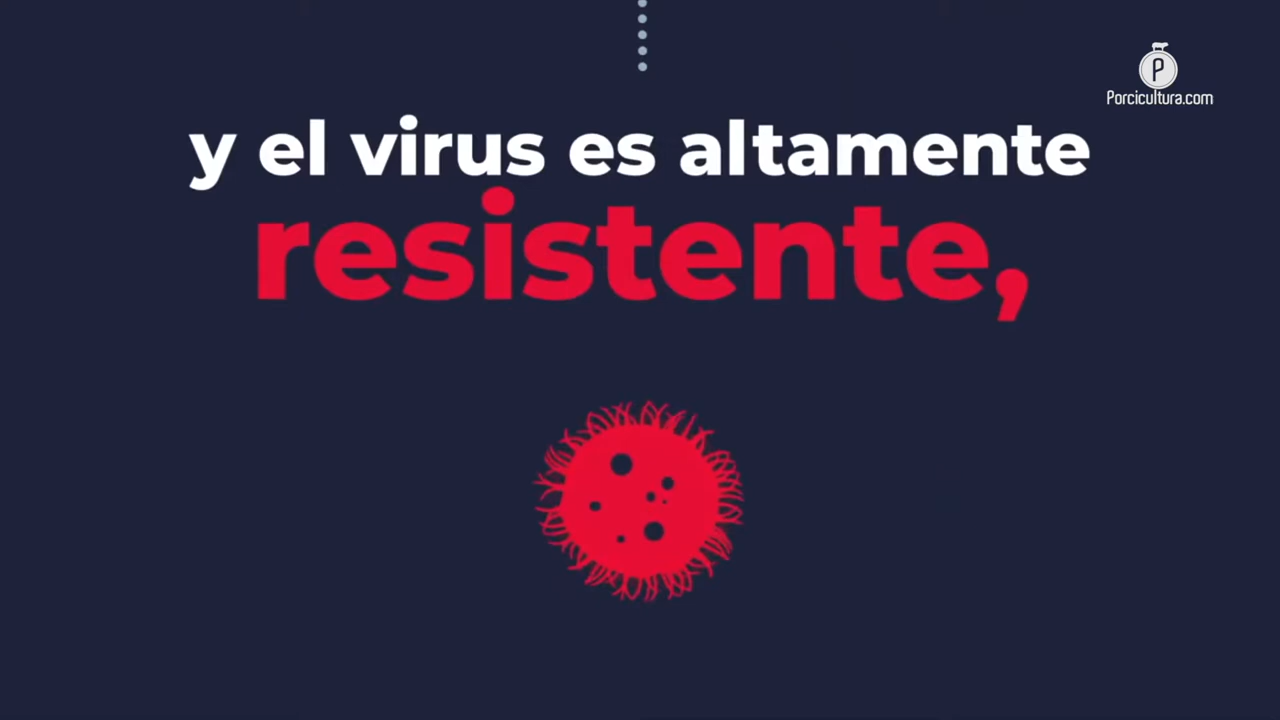 P
Porcicultura.com
y el virus es altamente
resistente,